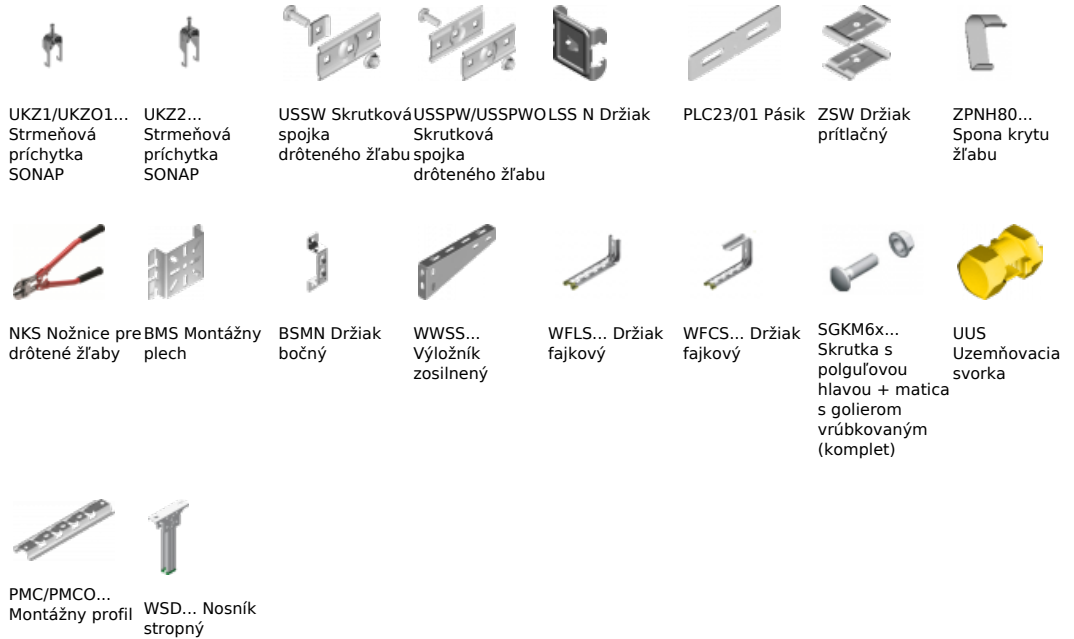 UKZ1/UKZO1...
Strmeňová
príchytka
SONAP
UKZ2...
Strmeňová
príchytka
SONAP
USSW Skrutková
spojka
drôteného žľabu
USSPW/USSPWO
Skrutková
spojka
drôteného žľabu
LSS N Držiak
PLC23/01 Pásik
ZSW Držiak
prítlačný
ZPNH80...
Spona krytu
žľabu
NKS Nožnice pre
drôtené žľaby
BMS Montážny
plech
BSMN Držiak
bočný
WWSS...
Výložník
zosilnený
WFLS... Držiak
fajkový
WFCS... Držiak
fajkový
SGKM6x...
Skrutka s
polguľovou
hlavou + matica
s golierom
vrúbkovaným
(komplet)
UUS
Uzemňovacia
svorka
PMC/PMCO...
Montážny profil
WSD... Nosník
stropný